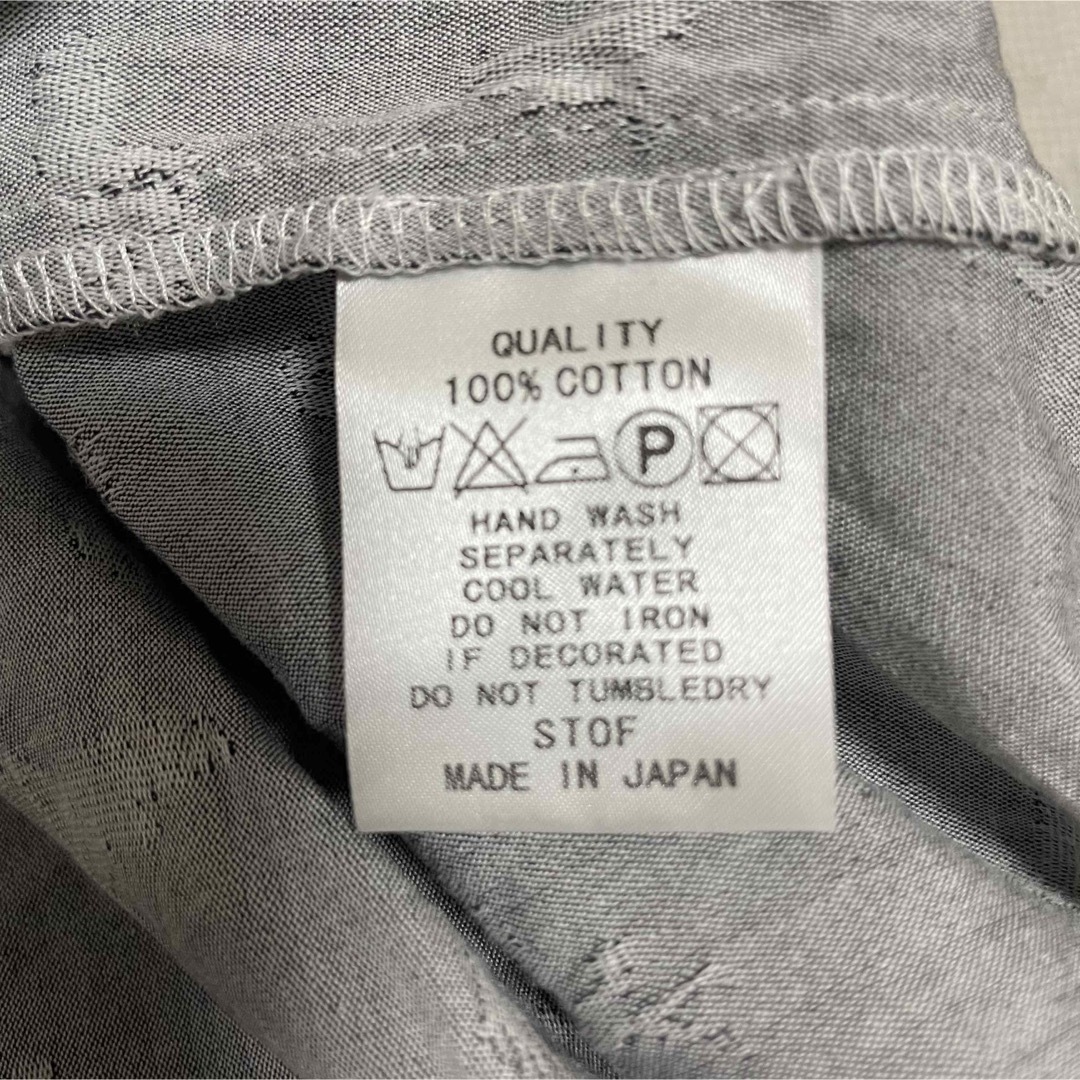 QUALITY
100% COTTON
P
HAND WASH
SEPARATELY
COOL WATER
DO NOT IRON
IF DECORATED
DO NOT TUMBLEDRY
STOF
MADE IN JAPAN